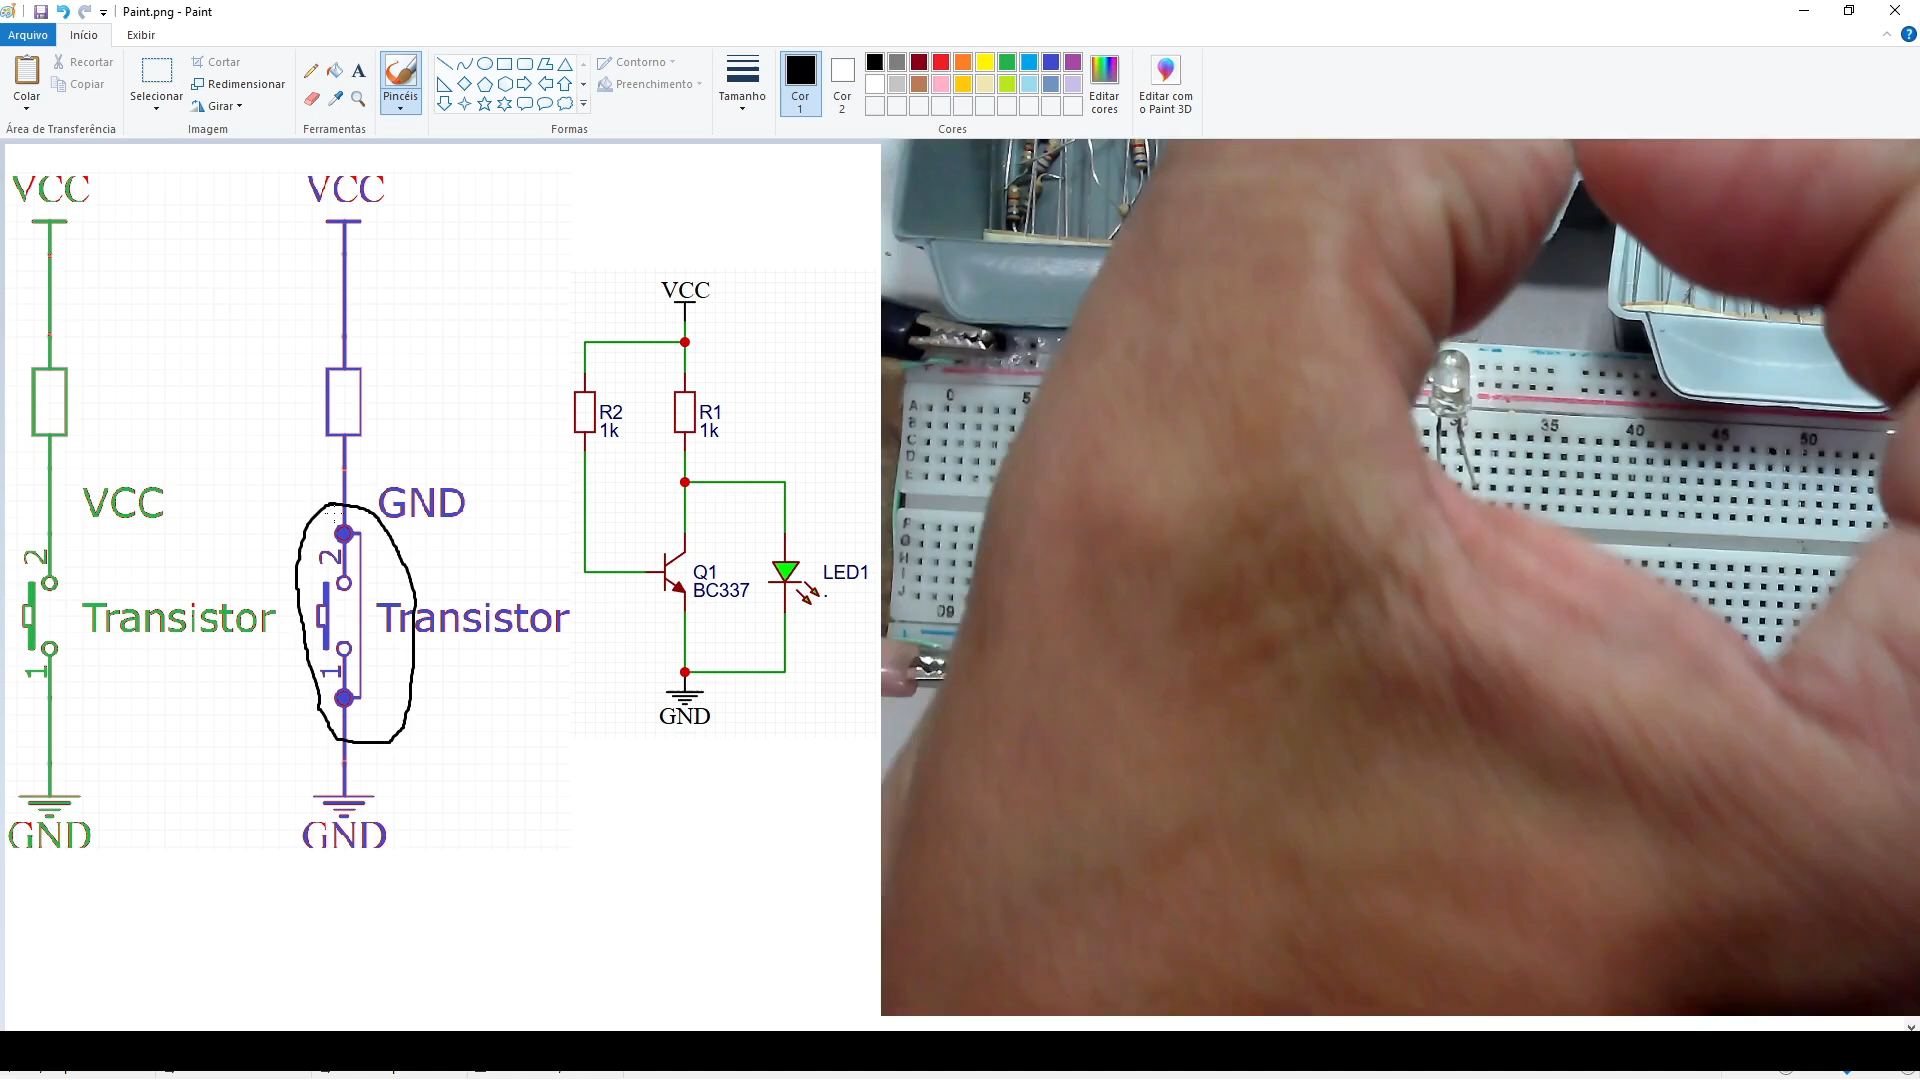 Paint.png - Paint
Arquivo Início Exibir
Colar
Recortar
Copiar
Área de Transferência
Selecionar
Cortar
Redimensionar
Girar
Imagem
A
Ferramentas
Pincéis
Contorno
Preenchimento
Formas
Tamanho
Cor
1
Cor
2
Editar
cores
Cores
Editar com
o Paint 3D
VCC
VCC
2
Transistor
1
GND
VCC
GND
2
Transistor
1
GND
VCC
R2
1k
R1
1k
Q1
BC337
LED1
GND
0 5 35 40 45 50
A
B
C
D
E
F
G
H
I
J
60